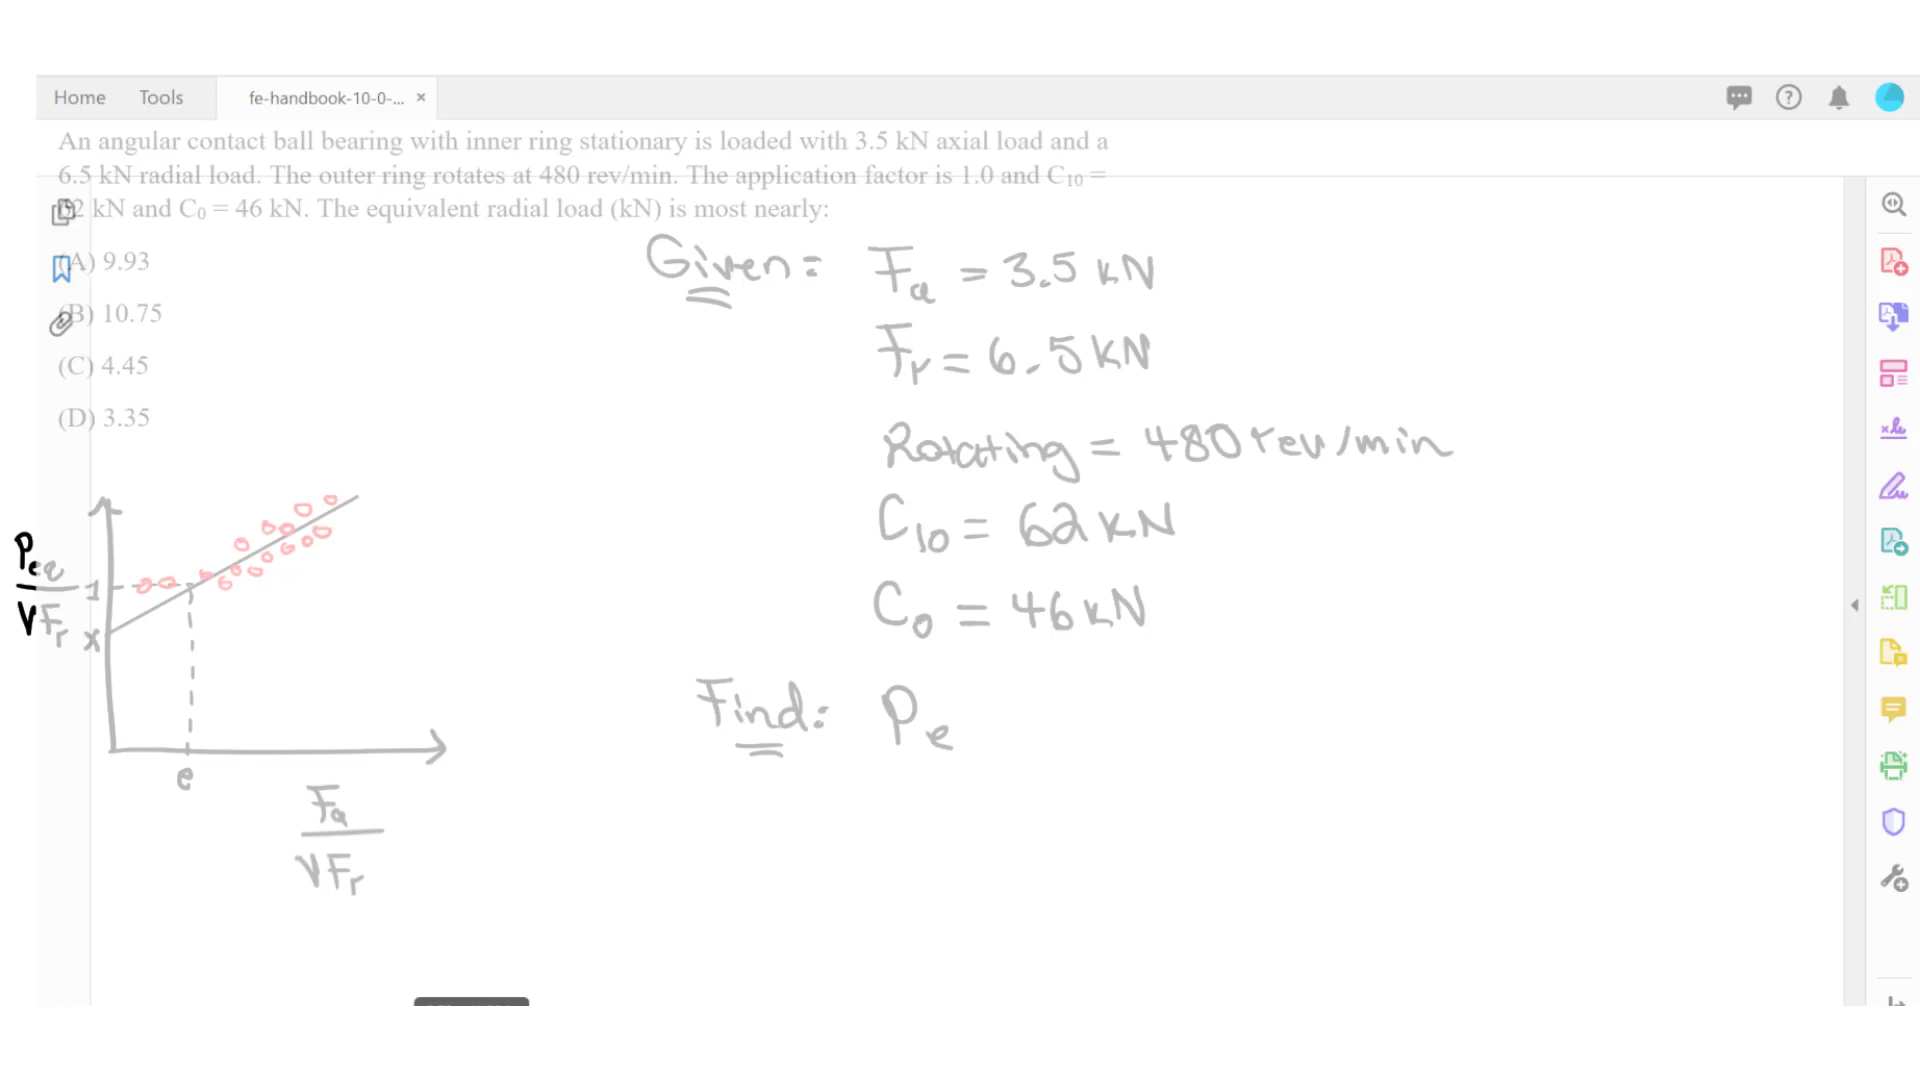 Home Tools fe-handbook-10-0-... ×
An angular contact ball bearing with inner ring stationary is loaded with 3.5 kN axial load and a
6.5 kN radial load. The outer ring rotates at 480 rev/min. The application factor is 1.0 and C₁₀ =
62 kN and C₀ = 46 kN. The equivalent radial load (kN) is most nearly:
(A) 9.93
(B) 10.75
(C) 4.45
(D) 3.35
Given: Fa = 3.5 kN
Fr = 6.5 kN
Rotating = 480 rev/min
C₁₀ = 62 kN
C₀ = 46 kN
Find: Pe
Pe
VFr
1
x
e
Fa
VFr